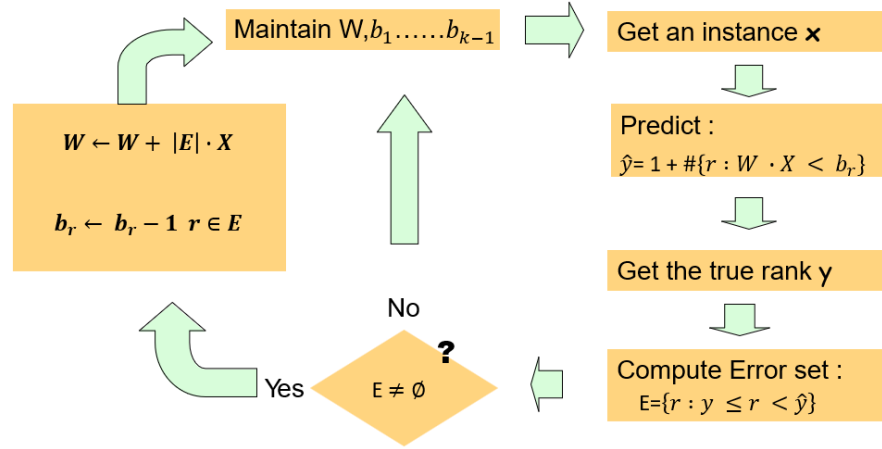 Maintain W,b₁……bₖ₋₁
Get an instance x
Predict :
ŷ= 1 + #{r : W · X < bᵣ}
Get the true rank y
Compute Error set :
E={r : y ≤ r < ŷ}
?
E ≠ ∅
No
Yes
W ← W + |E| · X
bᵣ ← bᵣ − 1 r ∈ E